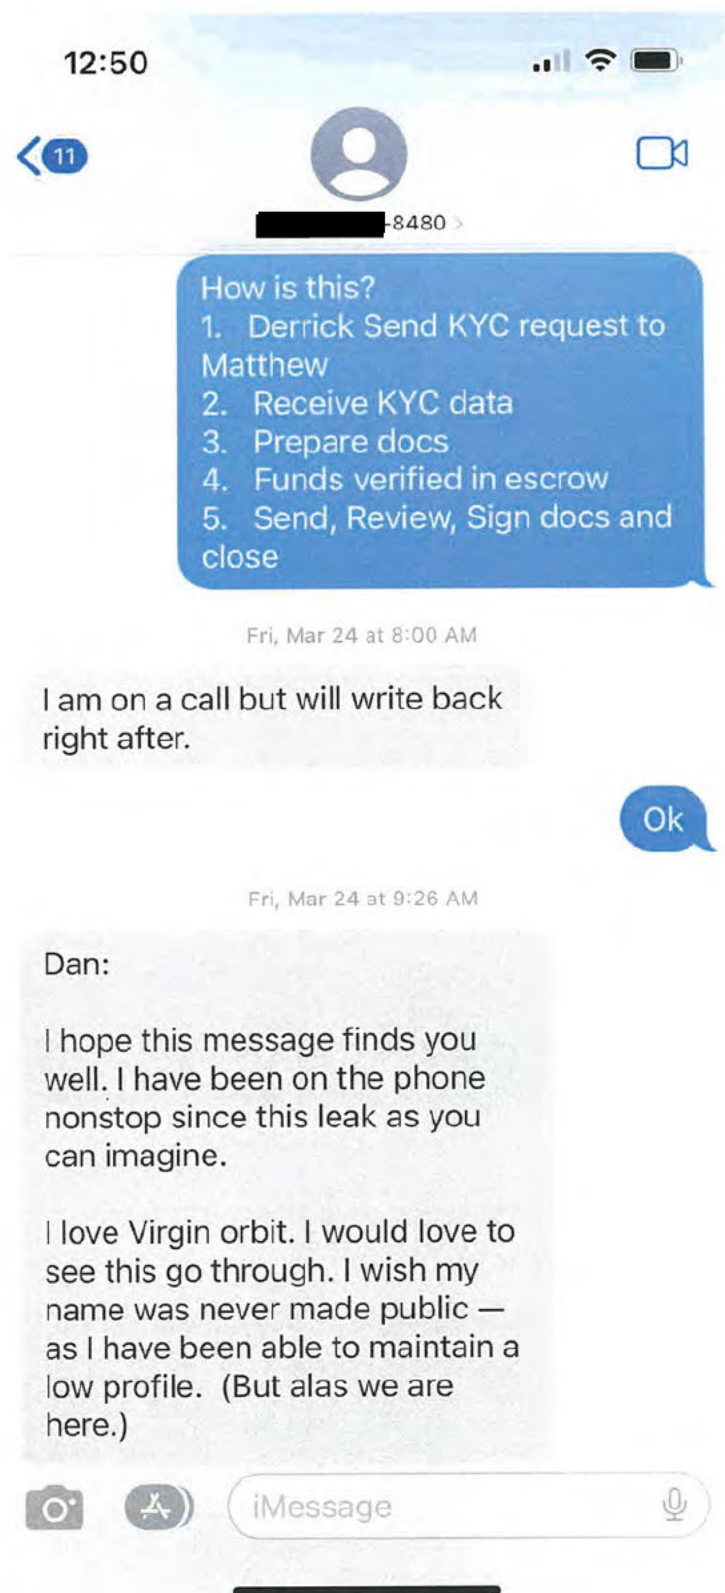 12:50
11
-8480 >
How is this?
1. Derrick Send KYC request to
Matthew
2. Receive KYC data
3. Prepare docs
4. Funds verified in escrow
5. Send, Review, Sign docs and
close
Fri, Mar 24 at 8:00 AM
I am on a call but will write back
right after.
Ok
Fri, Mar 24 at 9:26 AM
Dan:
I hope this message finds you
well. I have been on the phone
nonstop since this leak as you
can imagine.
I love Virgin orbit. I would love to
see this go through. I wish my
name was never made public —
as I have been able to maintain a
low profile. (But alas we are
here.)
iMessage